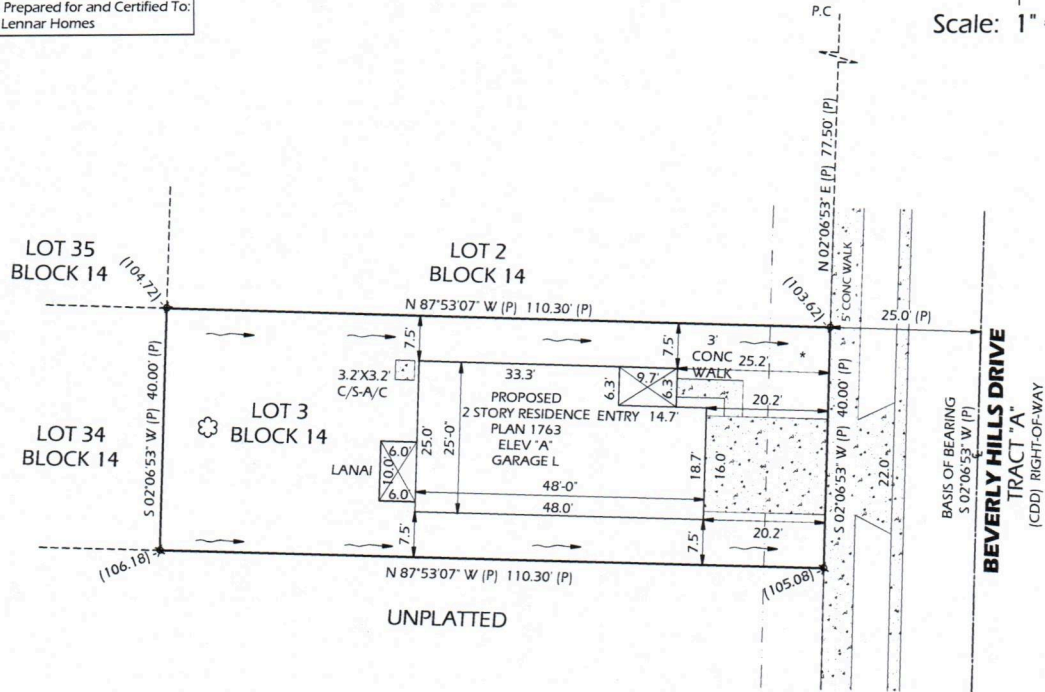 Prepared for and Certified To:
Lennar Homes
P.C
Scale: 1"
N 02°06'53" E (P) 77.50' (P)
5' CONC WALK
LOT 35
BLOCK 14
(104.72)
LOT 2
BLOCK 14
(103.62)
N 87°53'07" W (P) 110.30' (P)
25.0' (P)
7.5'
7.5'
3'
CONC
WALK
25.2'
*
3.2'X3.2'
C/S-A/C
33.3'
9.7'
6.3'
6.3'
20.2'
S 02°06'53" W (P) 40.00' (P)
LOT 3
BLOCK 14
PROPOSED
2 STORY RESIDENCE ENTRY 14.7'
PLAN 1763
ELEV "A"
GARAGE L
LOT 34
BLOCK 14
LANAI
6.0'
10.0'
6.0'
25.0'
25'-0"
18.7'
16.0'
S 02°06'53" W (P) 40.00' (P)
22.0'
48'-0"
48.0'
20.2'
7.5'
7.5'
BASIS OF BEARING
S 02°06'53" W (P)
BEVERLY HILLS DRIVE
TRACT "A"
(CDD) RIGHT-OF-WAY
(106.18)
N 87°53'07" W (P) 110.30' (P)
(105.08)
UNPLATTED